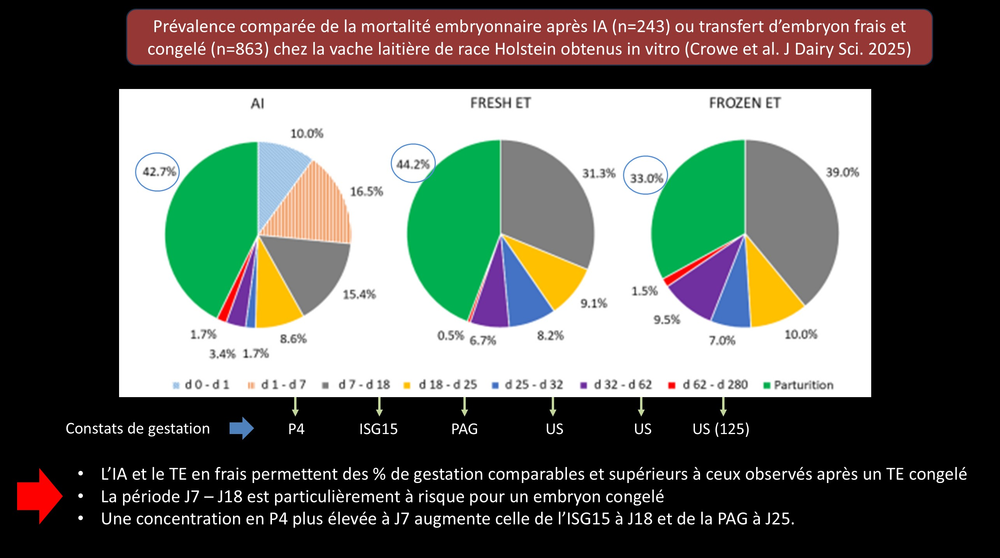 Prévalence comparée de la mortalité embryonnaire après IA (n=243) ou transfert d’embryon frais et
congelé (n=863) chez la vache laitière de race Holstein obtenus in vitro (Crowe et al. J Dairy Sci. 2025)
AI
10.0%
42.7%
16.5%
15.4%
8.6%
1.7%
3.4%
1.7%
FRESH ET
44.2%
31.3%
9.1%
8.2%
6.7%
0.5%
FROZEN ET
33.0%
39.0%
10.0%
7.0%
9.5%
1.5%
d 0 - d 1 d 1 - d 7 d 7 - d 18 d 18 - d 25 d 25 - d 32 d 32 - d 62 d 62 - d 280 Parturition
Constats de gestation P4 ISG15 PAG US US US (125)
• L’IA et le TE en frais permettent des % de gestation comparables et supérieurs à ceux observés après un TE congelé
• La période J7 – J18 est particulièrement à risque pour un embryon congelé
• Une concentration en P4 plus élevée à J7 augmente celle de l’ISG15 à J18 et de la PAG à J25.